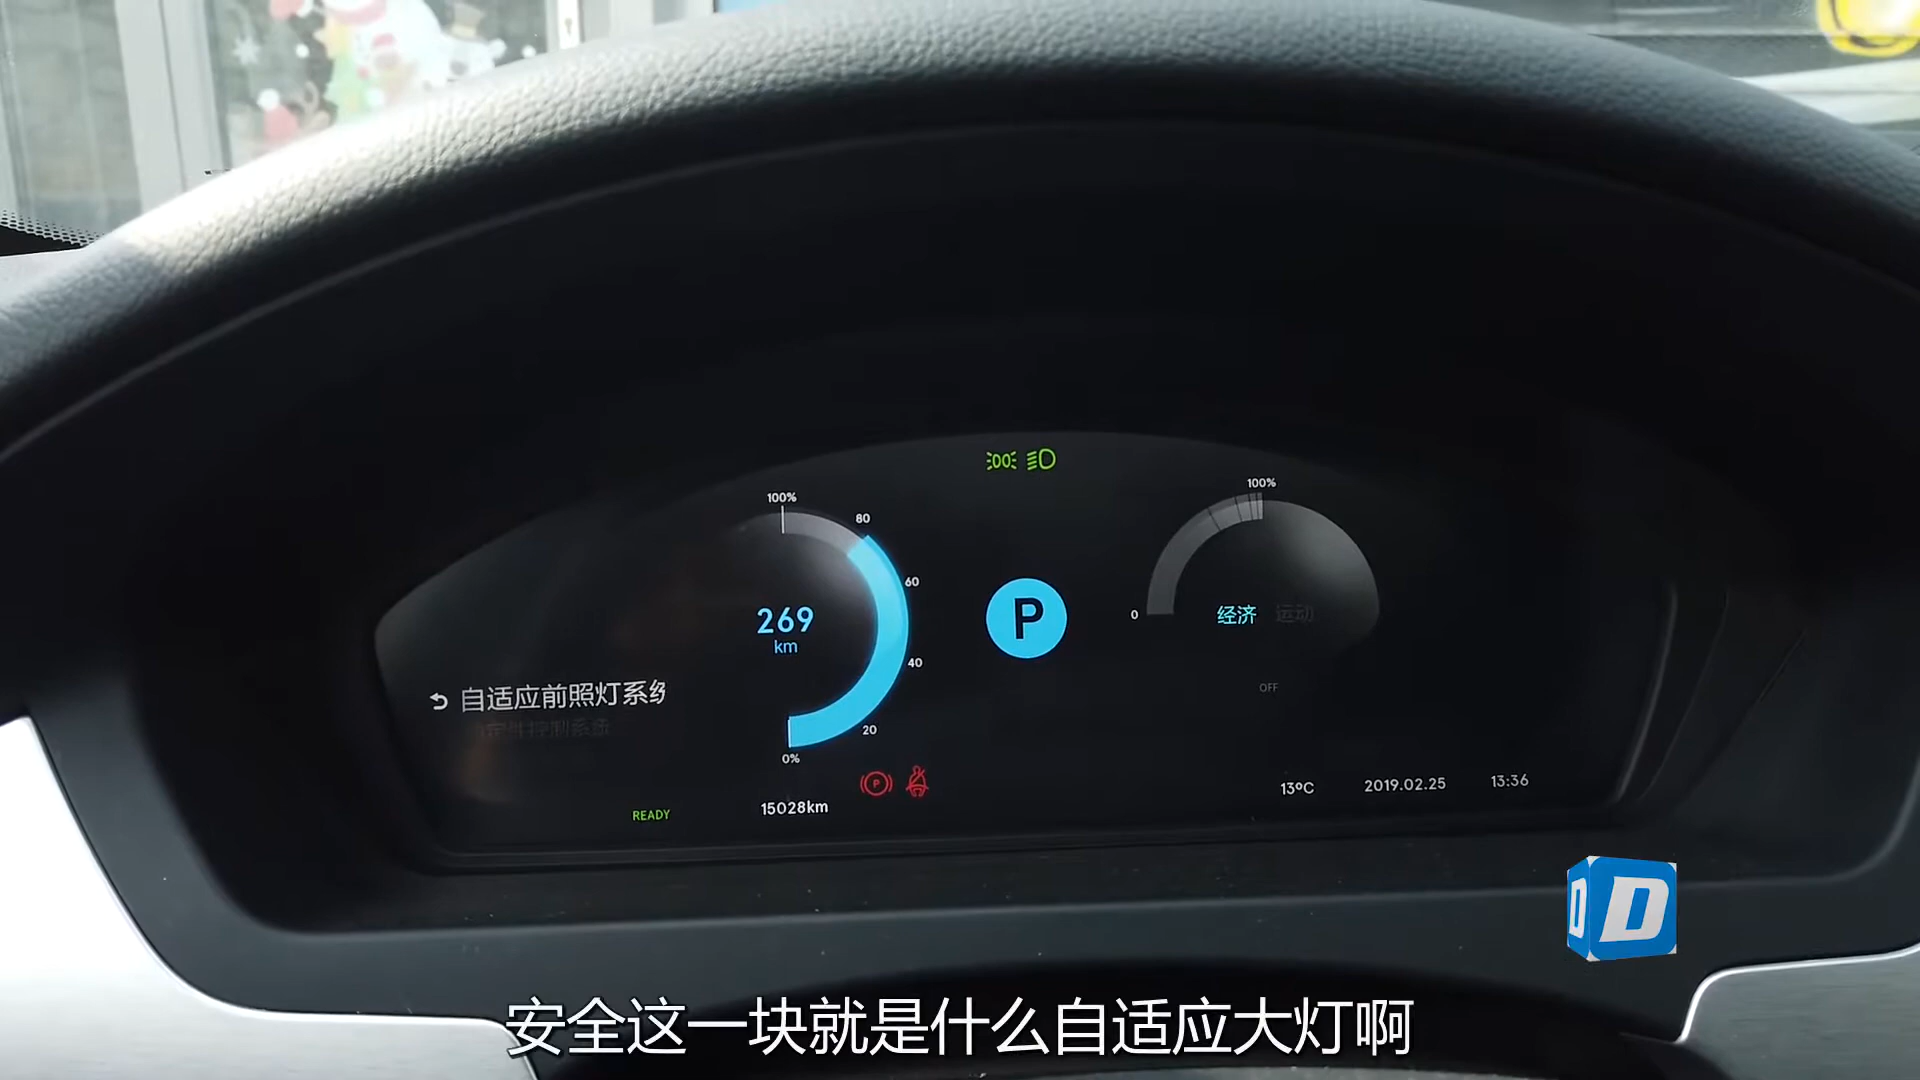 100%
80
60
40
20
0%
269
km
P
100%
0
经济 运动
OFF
自适应前照灯系统
P
READY
15028km
13°C
2019.02.25
13:36
D D
安全这一块就是什么自适应大灯啊